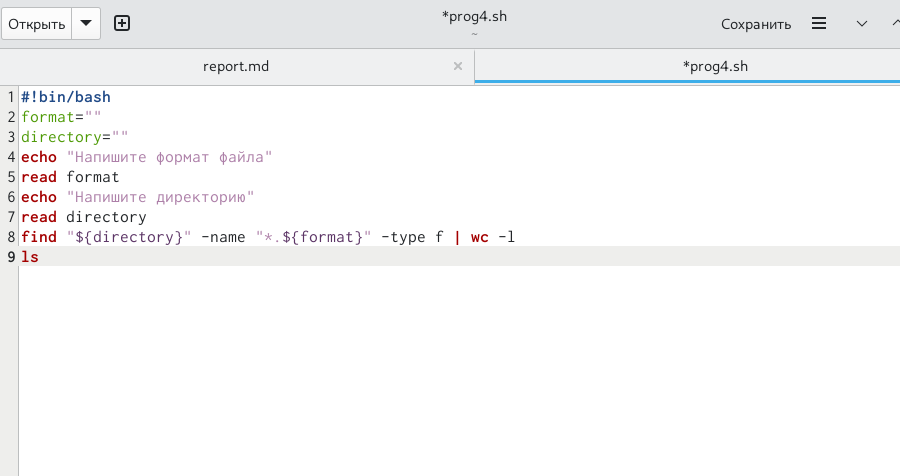 Открыть
*prog4.sh
~
Сохранить
report.md ×
*prog4.sh
1 #!bin/bash
2 format=""
3 directory=""
4 echo "Напишите формат файла"
5 read format
6 echo "Напишите директорию"
7 read directory
8 find "${directory}" -name "*.${format}" -type f | wc -l
9 ls